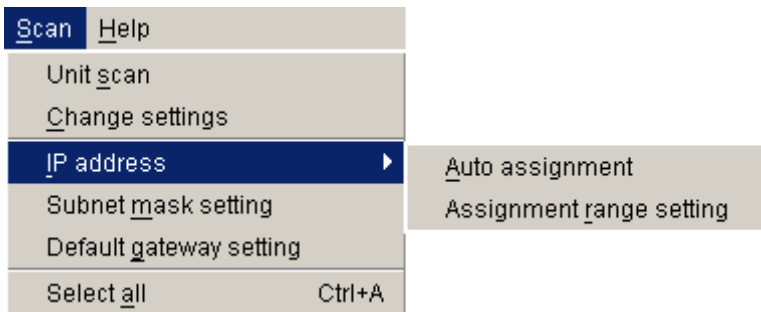 Scan Help
Unit scan
Change settings
IP address
Auto assignment
Subnet mask setting
Assignment range setting
Default gateway setting
Select all Ctrl+A